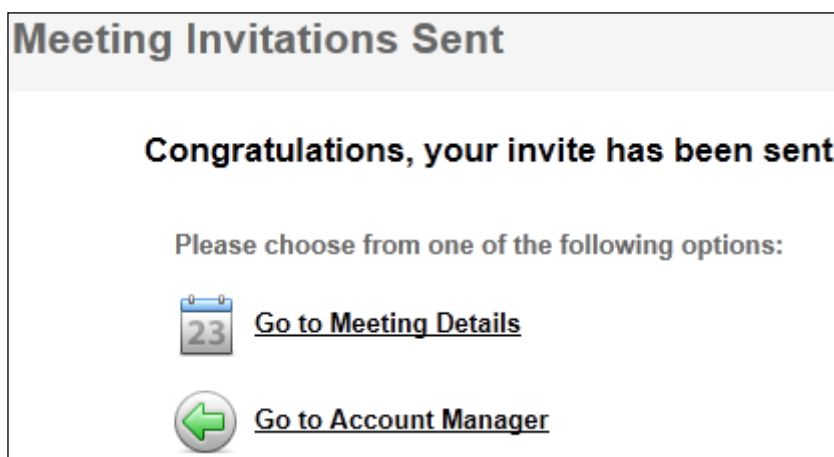 Meeting Invitations Sent
Congratulations, your invite has been sent
Please choose from one of the following options:
23
Go to Meeting Details
Go to Account Manager